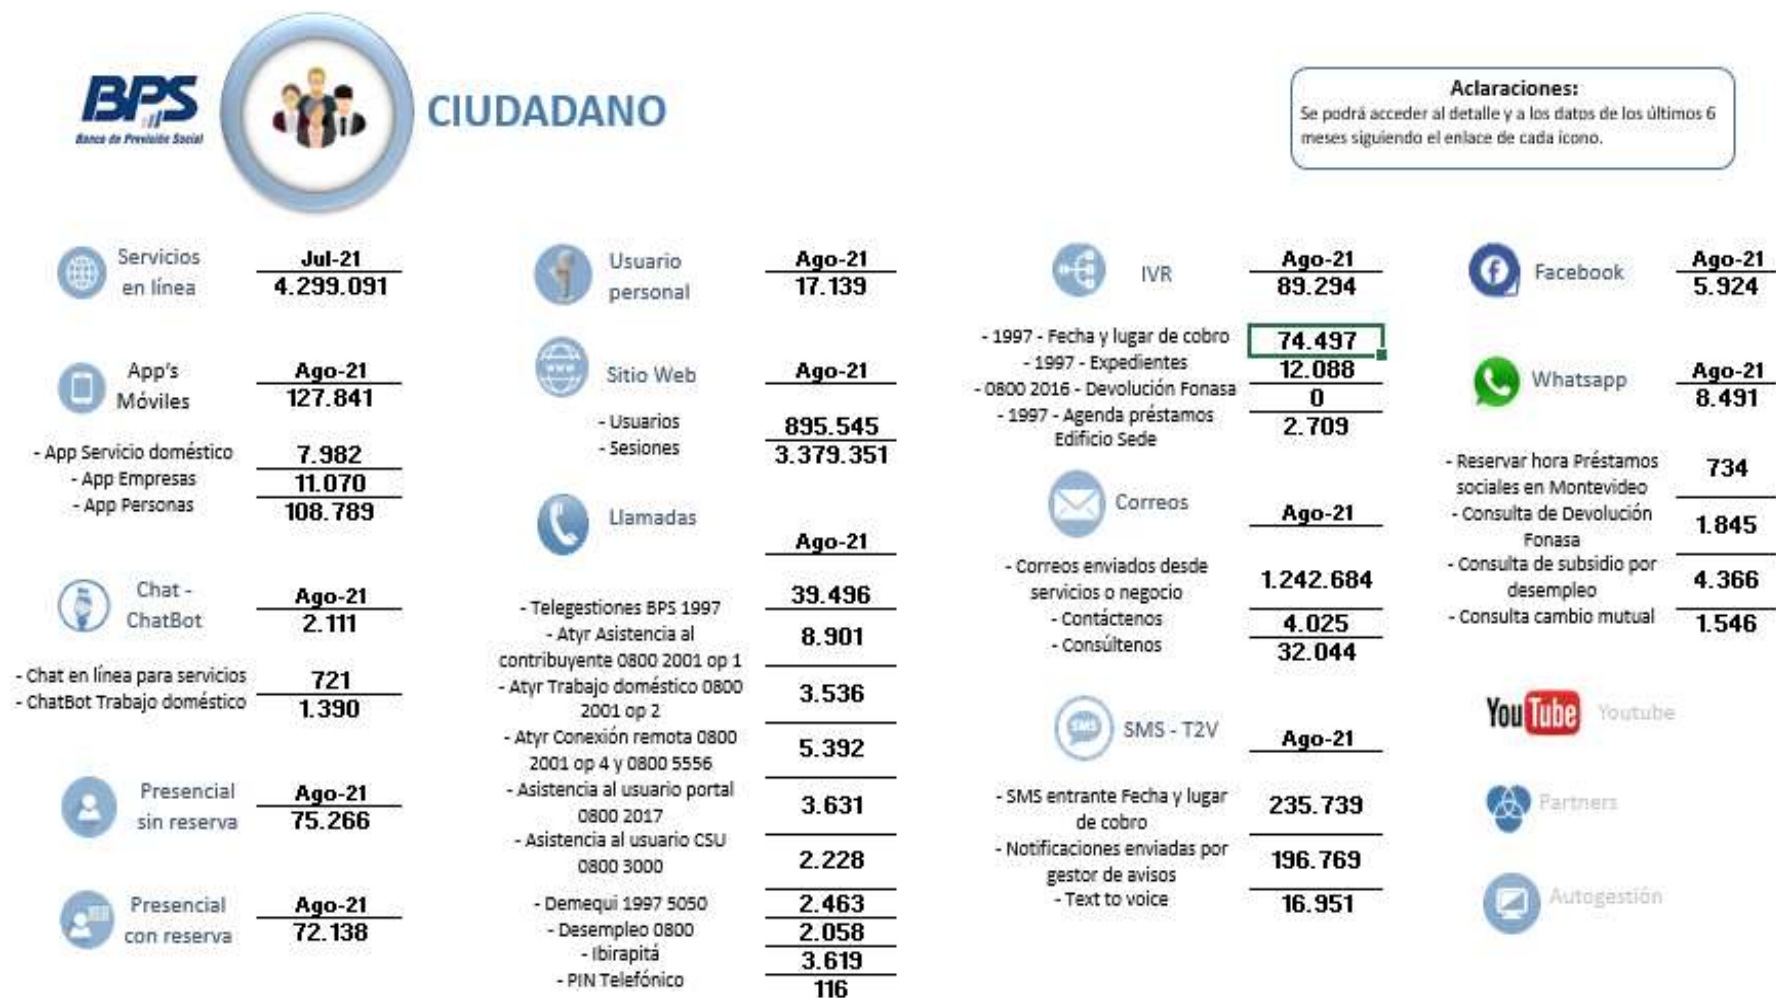 BPS
Banco de Previsión Social
CIUDADANO
Aclaraciones:
Se podrá acceder al detalle y a los datos de los últimos 6
meses siguiendo el enlace de cada ícono.
Servicios
en línea
Jul-21
4.299.091
App's
Móviles
Ago-21
127.841
- App Servicio doméstico
7.982
- App Empresas
11.070
- App Personas
108.789
Chat -
ChatBot
Ago-21
2.111
- Chat en línea para servicios
721
- ChatBot Trabajo doméstico
1.390
Presencial
sin reserva
Ago-21
75.266
Presencial
con reserva
Ago-21
72.138
Usuario
personal
Ago-21
17.139
www
Sitio Web
Ago-21
- Usuarios
895.545
- Sesiones
3.379.351
Llamadas
Ago-21
- Telegestiones BPS 1997
39.496
- Atyr Asistencia al
contribuyente 0800 2001 op 1
8.901
- Atyr Trabajo doméstico 0800
2001 op 2
3.536
- Atyr Conexión remota 0800
2001 op 4 y 0800 5556
5.392
- Asistencia al usuario portal
0800 2017
3.631
- Asistencia al usuario CSU
0800 3000
2.228
- Demequi 1997 5050
2.463
- Desempleo 0800
2.058
- Ibirapitá
3.619
- PIN Telefónico
116
IVR
Ago-21
89.294
- 1997 - Fecha y lugar de cobro
74.497
- 1997 - Expedientes
12.088
- 0800 2016 - Devolución Fonasa
0
- 1997 - Agenda préstamos
Edificio Sede
2.709
Correos
Ago-21
- Correos enviados desde
servicios o negocio
1.242.684
- Contáctenos
4.025
- Consúltenos
32.044
SMS
SMS - T2V
Ago-21
- SMS entrante Fecha y lugar
de cobro
235.739
- Notificaciones enviadas por
gestor de avisos
196.769
- Text to voice
16.951
Facebook
Ago-21
5.924
Whatsapp
Ago-21
8.491
- Reservar hora Préstamos
sociales en Montevideo
734
- Consulta de Devolución
Fonasa
1.845
- Consulta de subsidio por
desempleo
4.366
- Consulta cambio mutual
1.546
YouTube
Youtube
Partners
Autogestión